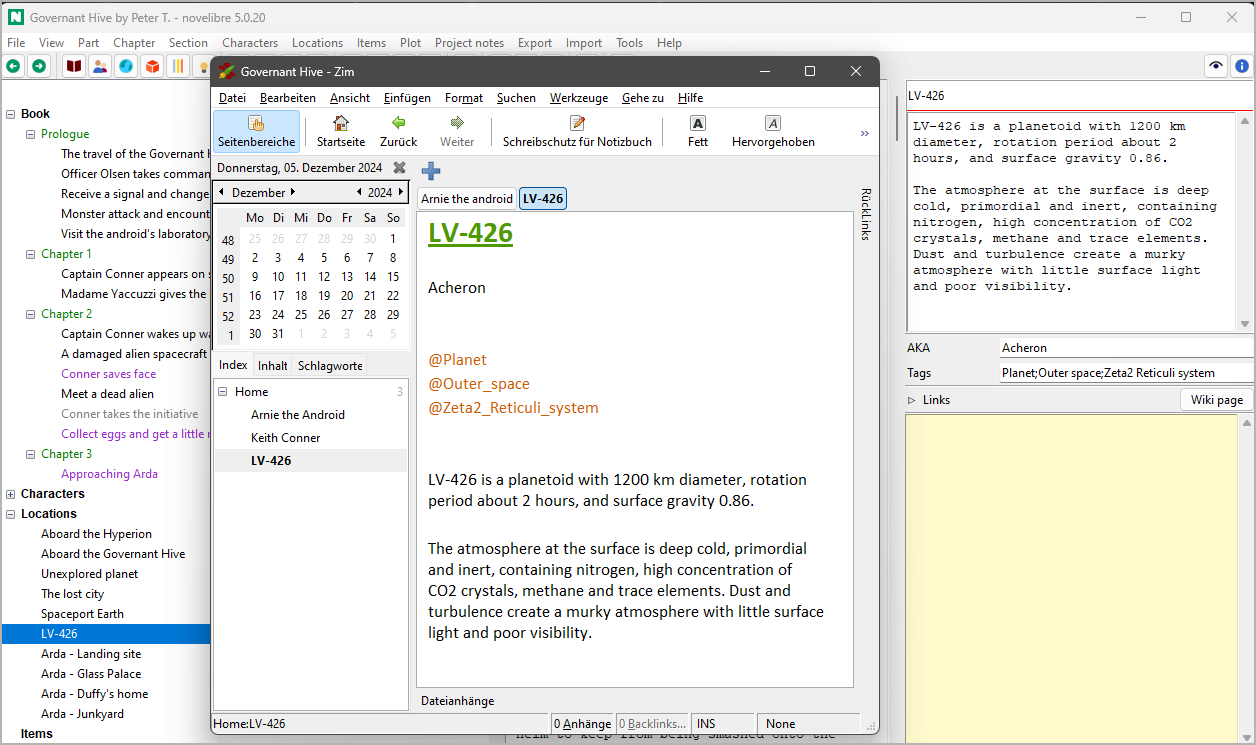 Governant Hive by Peter T. - novelibre 5.0.20
File View Part Chapter Section Characters Locations Items Plot Project notes Export Import Tools Help
Book
Prologue
The travel of the Governant
Officer Olsen takes comman
Receive a signal and change
Monster attack and encount
Visit the android's laboratory
Chapter 1
Captain Conner appears on
Madame Yaccuzzi gives the
Chapter 2
Captain Conner wakes up
A damaged alien spacecraft
Conner saves face
Meet a dead alien
Conner takes the initiative
Collect eggs and get a little
Chapter 3
Approaching Arda
Characters
Locations
Aboard the Hyperion
Aboard the Governant Hive
Unexplored planet
The lost city
Spaceport Earth
LV-426
Arda - Landing site
Arda - Glass Palace
Arda - Duffy's home
Arda - Junkyard
Items
Governant Hive - Zim
Datei Bearbeiten Ansicht Einfügen Format Suchen Werkzeuge Gehe zu Hilfe
Seitenbereiche Startseite Zurück Weiter Schreibschutz für Notizbuch A Fett A Hervorgehoben »
Donnerstag, 05. Dezember 2024
Dezember 2024
Mo Di Mi Do Fr Sa So
48 25 26 27 28 29 30 1
49 2 3 4 5 6 7 8
50 9 10 11 12 13 14 15
51 16 17 18 19 20 21 22
52 23 24 25 26 27 28 29
1 30 31 1 2 3 4 5
Index Inhalt Schlagworte
Home 3
Arnie the Android
Keith Conner
LV-426
Arnie the android LV-426
LV-426
Acheron
@Planet
@Outer_space
@Zeta2_Reticuli_system
LV-426 is a planetoid with 1200 km diameter, rotation
period about 2 hours, and surface gravity 0.86.
The atmosphere at the surface is deep cold, primordial
and inert, containing nitrogen, high concentration of
CO2 crystals, methane and trace elements. Dust and
turbulence create a murky atmosphere with little surface
light and poor visibility.
RückLinks
Dateianhänge
Home:LV-426 0 Anhänge 0 Backlinks... INS None
helm to keep from being smashed onto the
LV-426
LV-426 is a planetoid with 1200 km
diameter, rotation period about 2
hours, and surface gravity 0.86.
The atmosphere at the surface is deep
cold, primordial and inert, containing
nitrogen, high concentration of CO2
crystals, methane and trace elements.
Dust and turbulence create a murky
atmosphere with little surface light
and poor visibility.
AKA Acheron
Tags Planet;Outer space;Zeta2 Reticuli system
Links Wiki page